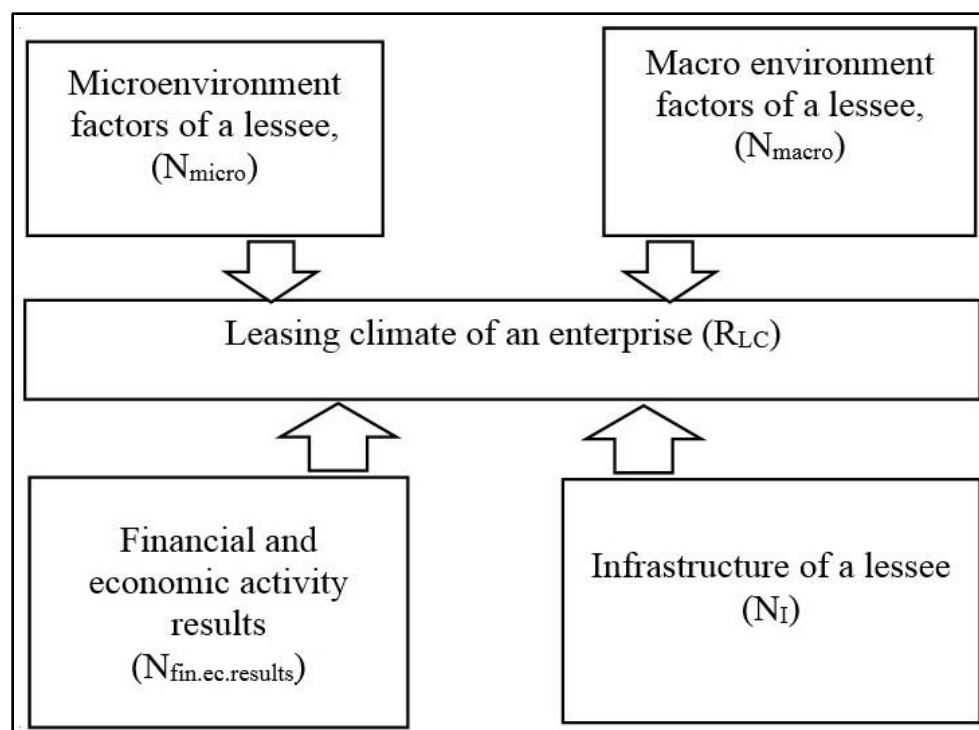 Microenvironment
factors of a lessee,
(Nmicro)
Macro environment
factors of a lessee,
(Nmacro)
Leasing climate of an enterprise (RLC)
Financial and
economic activity
results
(Nfin.ec.results)
Infrastructure of a lessee
(NI)